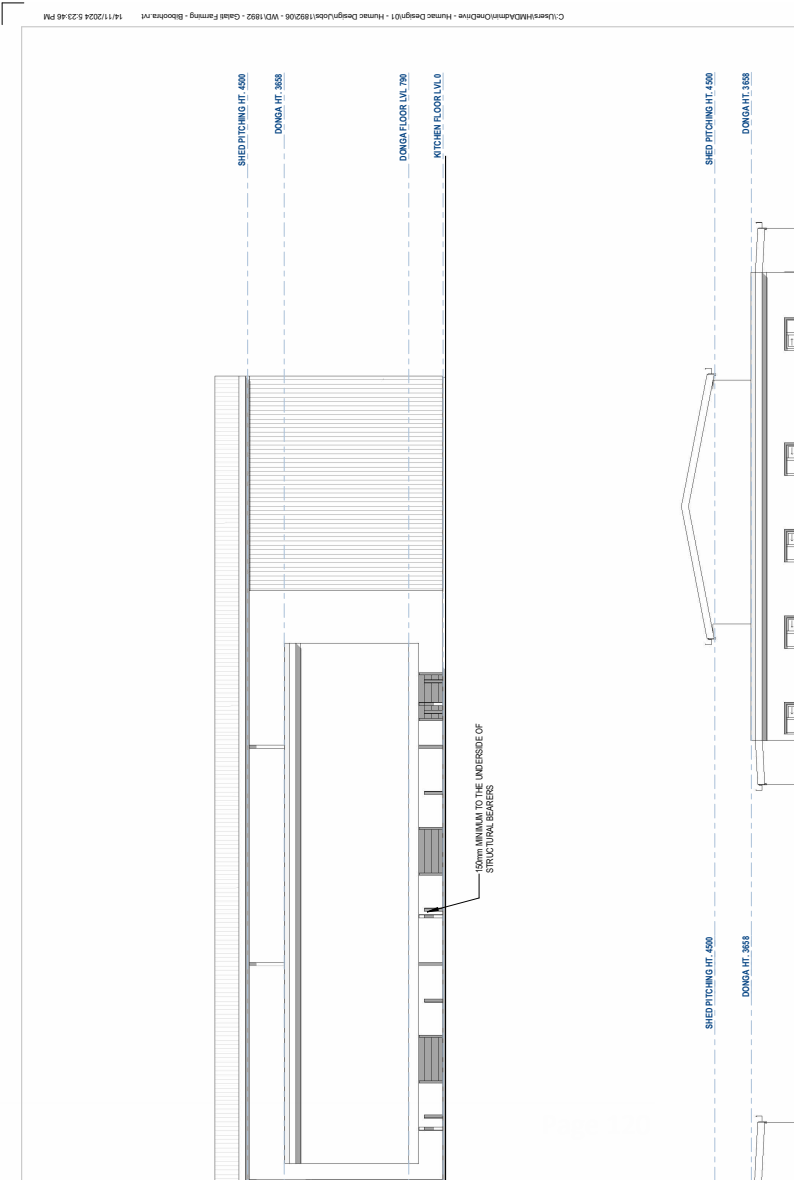 C:\Users\HMDAdmin\OneDrive - Humac Design\01 - Humac Design\Jobs\1892\06 - WD\1892 - Galati Farming - Biboohra.rvt
14/11/2024 5:23:46 PM
SHED PITCHING HT. 4500
DONGA HT. 3658
DONGA FLOOR LVL 790
KITCHEN FLOOR LVL 0
150mm MINIMUM TO THE UNDERSIDE OF
STRUCTURAL BEARERS
SHED PITCHING HT. 4500
DONGA HT. 3658
SHED PITCHING HT. 4500
DONGA HT. 3658